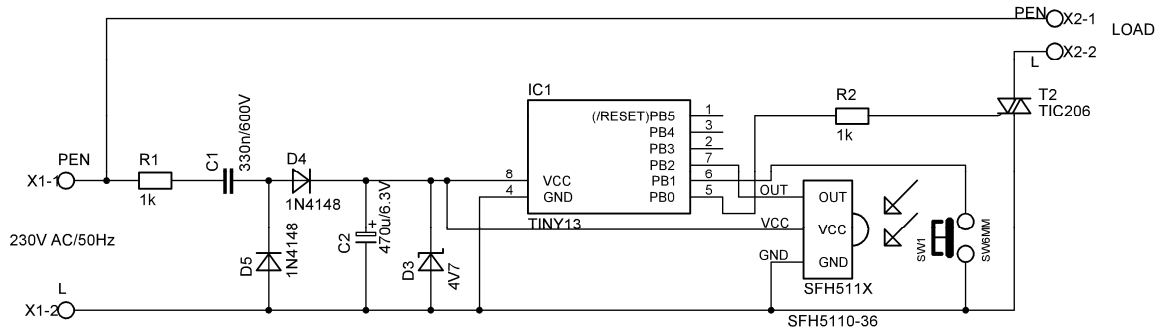 PEN
X2-1
LOAD
X2-2
L
IC1
T2
TIC206
R2
1k
(/RESET)PB5
1
PB4
3
PB3
2
PB2
7
PB1
6
PB0
5
8
VCC
4
GND
TINY13
PEN
X1-1
R1
1k
C1
330n/600V
D4
1N4148
230V AC/50Hz
D5
1N4148
C2
+
470u/6.3V
D3
4V7
L
X1-2
OUT
OUT
VCC
VCC
GND
GND
SFH511X
SFH5110-36
SW1
SW6MM